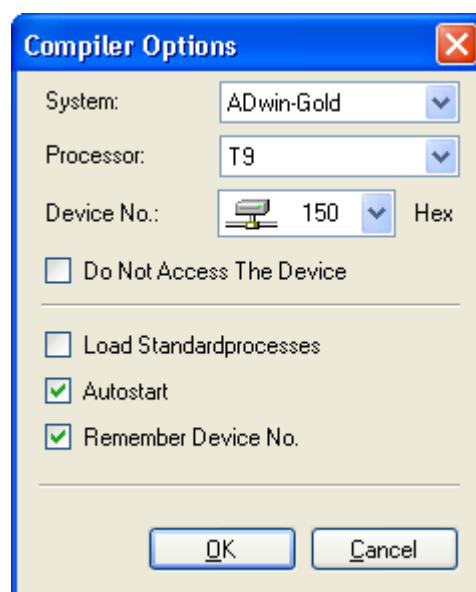 Compiler Options
System: ADwin-Gold
Processor: T9
Device No.: 150 Hex
Do Not Access The Device
Load Standardprocesses
Autostart
Remember Device No.
OK Cancel